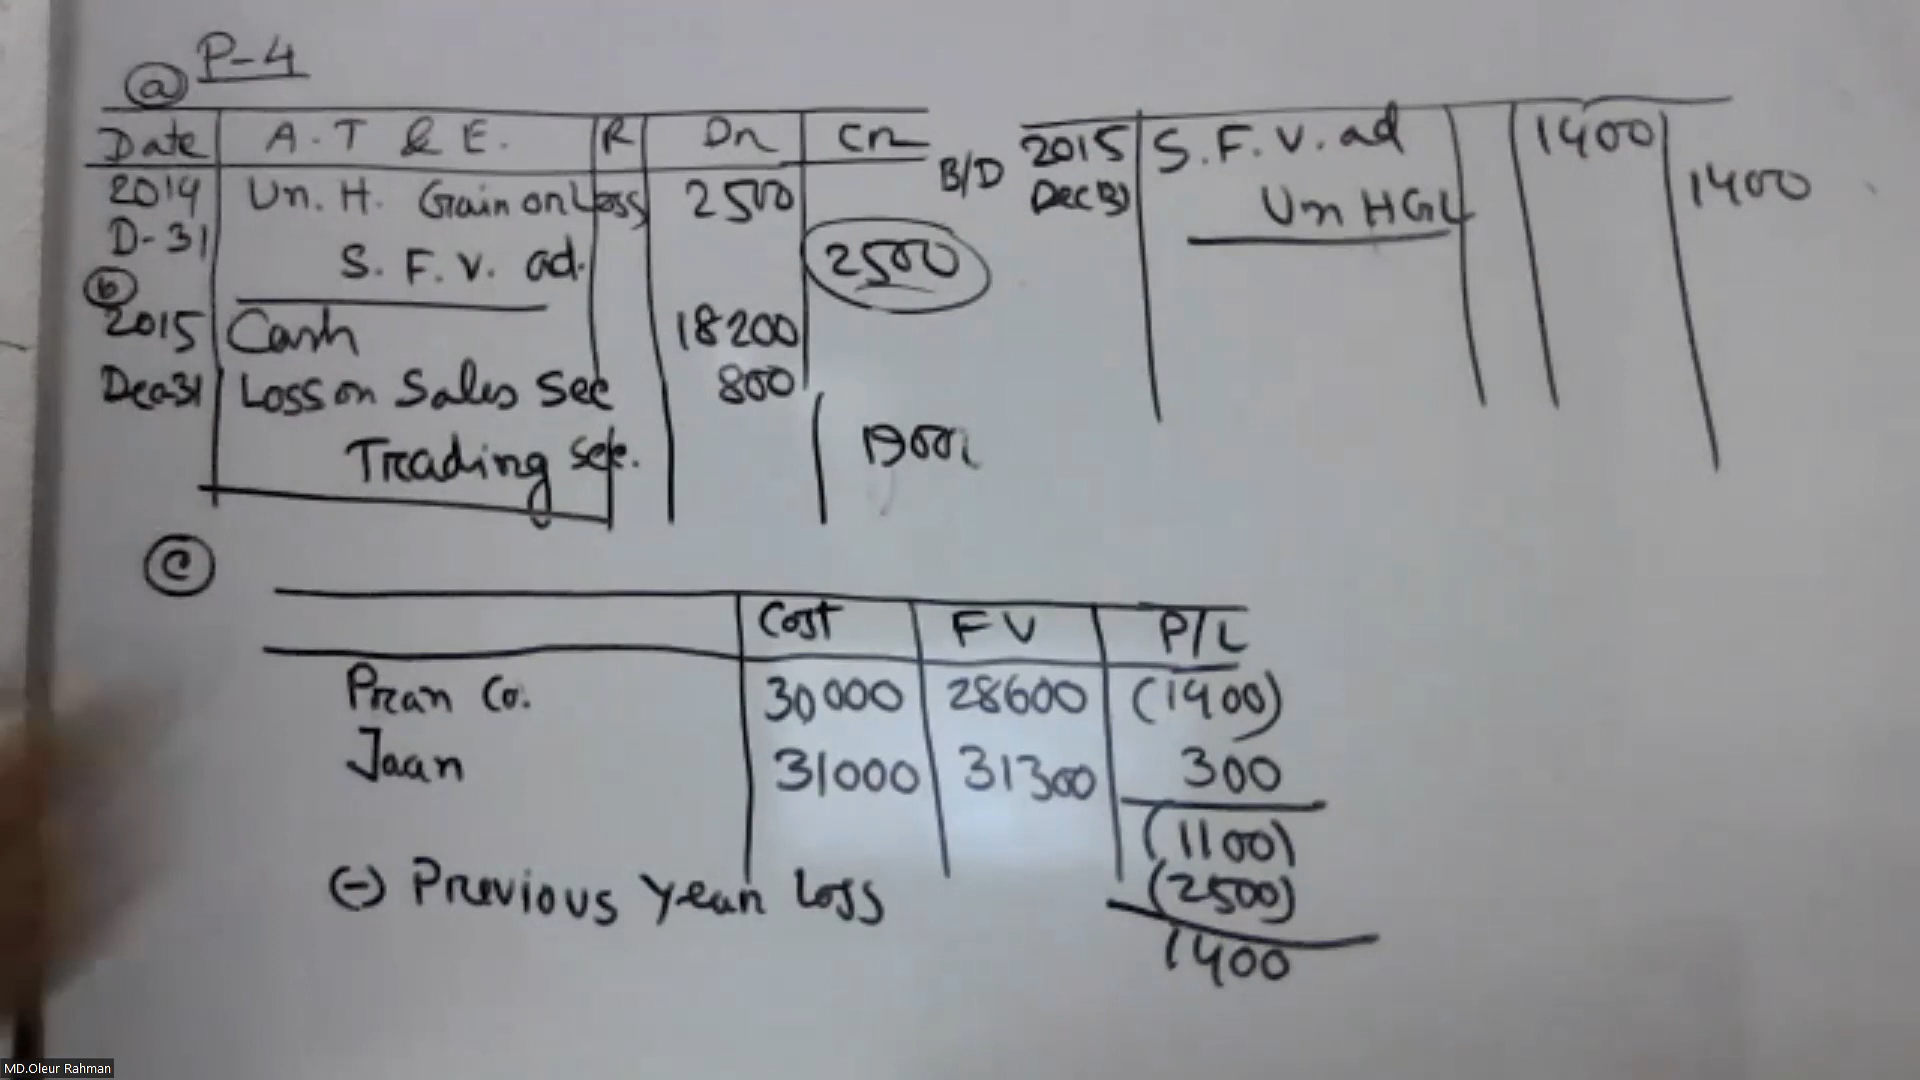 P-4
(a)
Date A.T & E. R Dr Cr
2014 Un. H. Gain on Loss 2500
D-31 S. F. V. ad. 2500
(b)
2015 Cash 18200
Dec 31 Loss on Sales Sec 800
Trading sec.
B/D 2015 S. F. V. ad 1400
Dec 31 Un HGL 1400
(c)
Cost FV P/L
Pran Co. 30000 28600 (1400)
Jaan 31000 31300 300
(1100)
(-) Previous Year Loss (2500)
1400
MD.Oleur Rahman